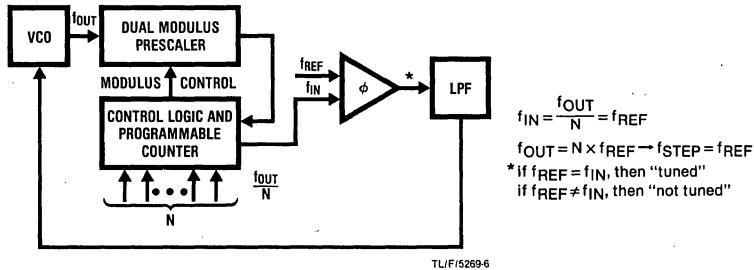 VCO
fOUT
DUAL MODULUS
PRESCALER
MODULUS CONTROL
CONTROL LOGIC AND
PROGRAMMABLE
COUNTER
fREF
fIN
ϕ
*
LPF
fOUT
N
N
fIN = fOUT/N = fREF
fOUT = N × fREF → fSTEP = fREF
* if fREF = fIN, then “tuned”
if fREF ≠ fIN, then “not tuned”
TL/F/5269-6